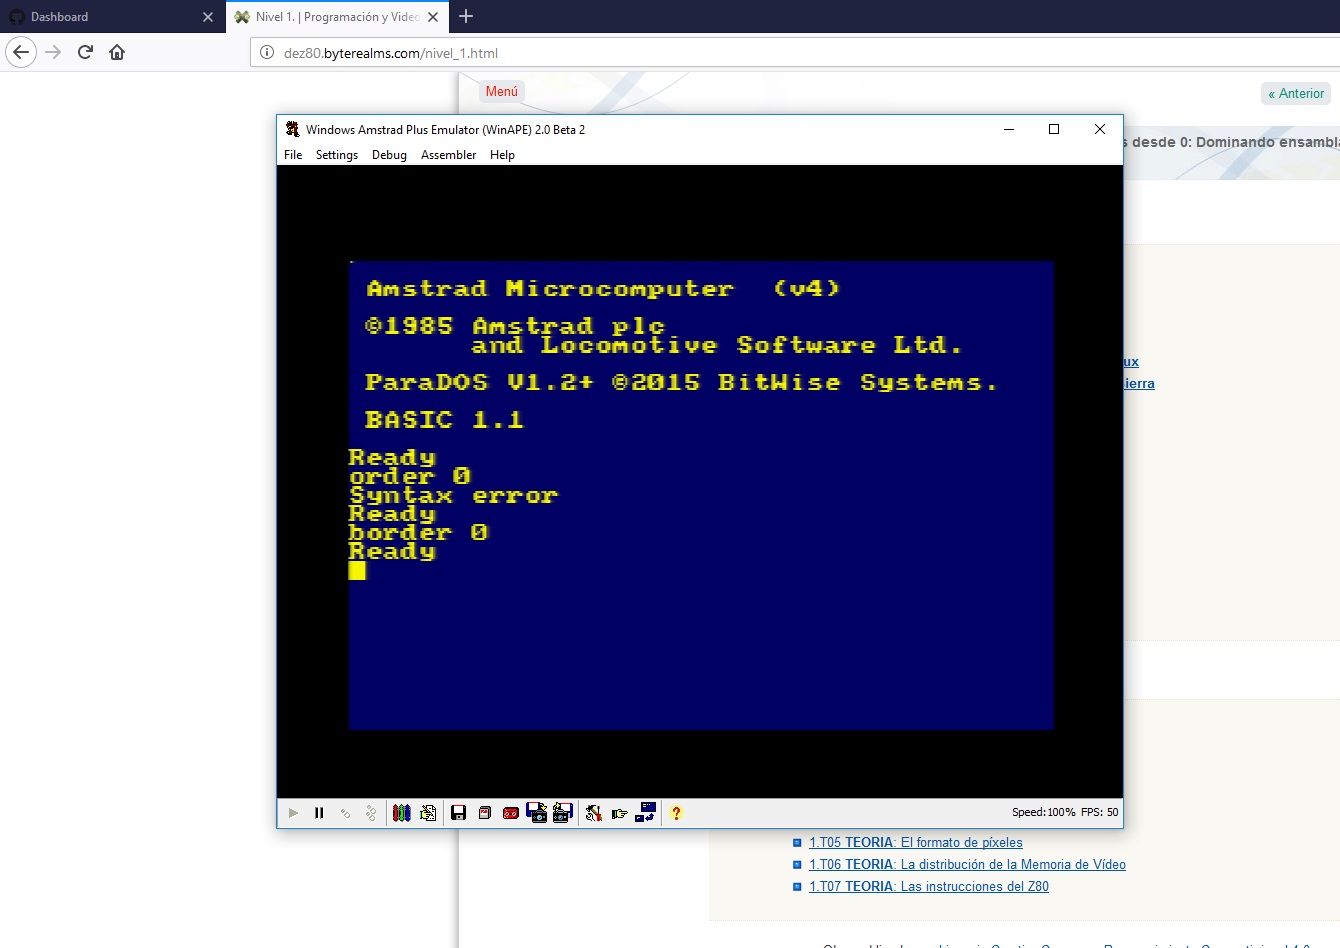 Dashboard
Nivel 1. | Programación y Video
dez80.byterealms.com/nivel_1.html
Menú
« Anterior
Windows Amstrad Plus Emulator (WinAPE) 2.0 Beta 2
s desde 0: Dominando ensambla
File Settings Debug Assembler Help
Amstrad Microcomputer (v4)
©1985 Amstrad plc
and Locomotive Software Ltd.
ux
ierra
ParaDOS V1.2+ ©2015 BitWise Systems.
BASIC 1.1
Ready
order 0
Syntax error
Ready
border 0
Ready
Speed:100% FPS: 50
1.T05 TEORIA: El formato de píxeles
1.T06 TEORIA: La distribución de la Memoria de Vídeo
1.T07 TEORIA: Las instrucciones del Z80